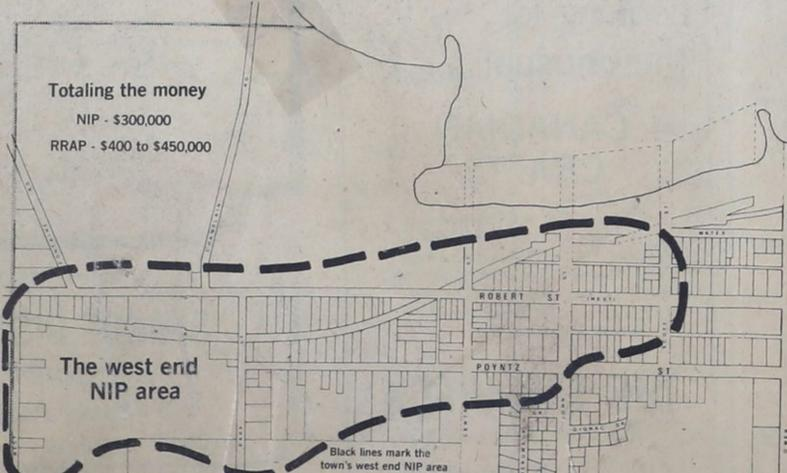 Totaling the money
NIP - $300,000
RRAP - $400 to $450,000
WATER
ROBERT ST (WEST)
The west end
NIP area
POYNTZ ST
Black lines mark the
town's west end NIP area